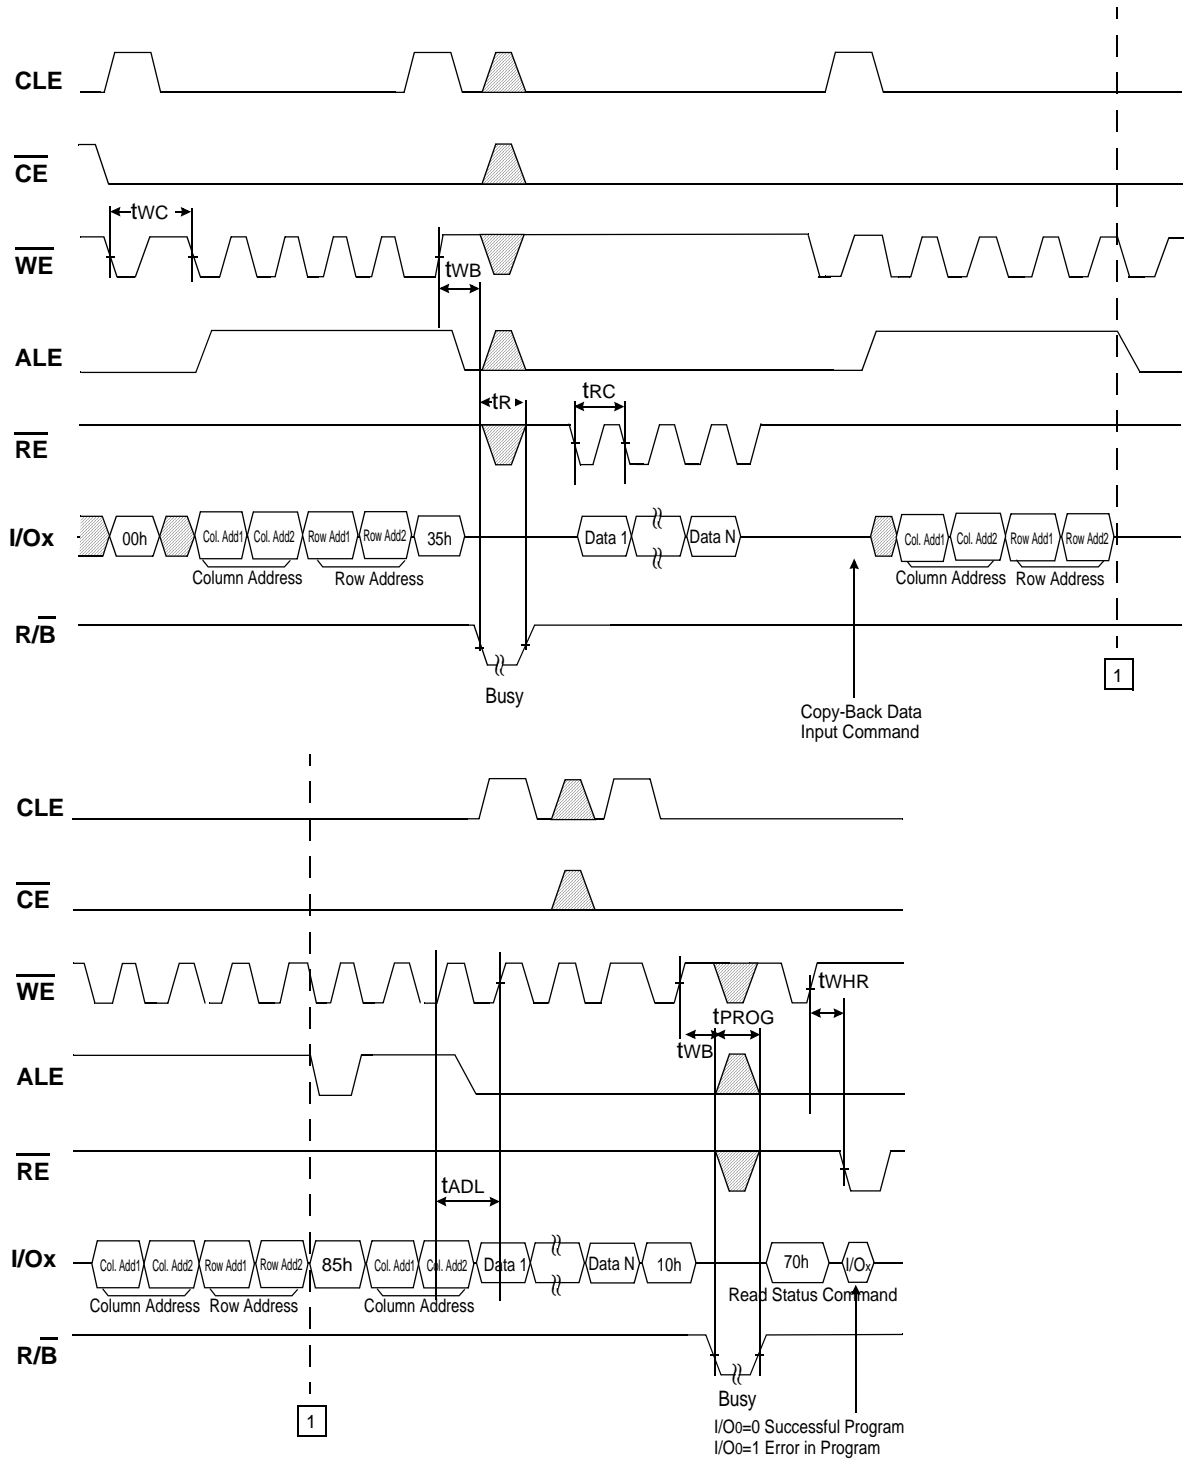 CLE
CE
tWC
WE
tWB
ALE
tR
tRC
RE
I/Ox
00h
Col. Add1
Col. Add2
Row Add1
Row Add2
35h
Data 1
Data N
Col. Add1
Col. Add2
Row Add1
Row Add2
Column Address
Row Address
Column Address
Row Address
R/B
Busy
1
Copy-Back Data
Input Command
CLE
CE
WE
tWHR
tPROG
tWB
ALE
RE
tADL
I/Ox
Col. Add1
Col. Add2
Row Add1
Row Add2
85h
Col. Add1
Col. Add2
Data 1
Data N
10h
70h
I/Ox
Column Address
Row Address
Column Address
Read Status Command
R/B
Busy
1
I/O0=0 Successful Program
I/O0=1 Error in Program